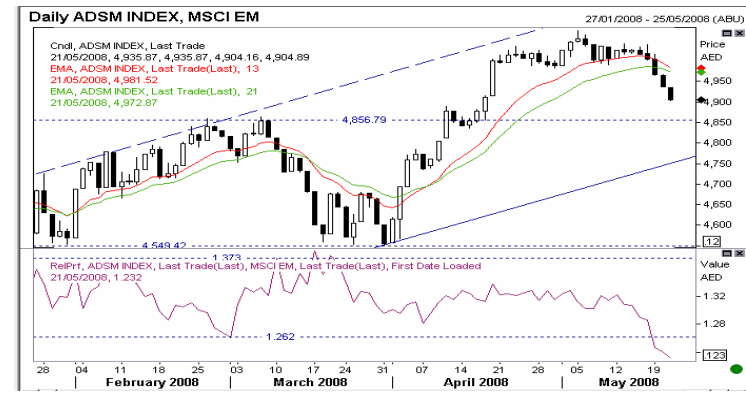 Daily ADSM INDEX, MSCI EM
27/01/2008 - 25/05/2008 (ABU)
Cndl, ADSM INDEX, Last Trade
21/05/2008, 4,935.87, 4,935.87, 4,904.16, 4,904.89
EMA, ADSM INDEX, Last Trade(Last), 13
21/05/2008, 4,981.52
EMA, ADSM INDEX, Last Trade(Last), 21
21/05/2008, 4,972.87
Price
AED
4,950
4,900
4,856.79
4,800
4,750
4,700
4,650
4,600
4,549.42
.12
1.373
RelPrf, ADSM INDEX, Last Trade(Last), MSCI EM, Last Trade(Last), First Date Loaded
21/05/2008, 1.232
Value
AED
1.32
1.28
1.262
.123
28 04 11 18 25 03 10 17 24 31 07 14 21 28 05 12 19
February 2008 March 2008 April 2008 May 2008